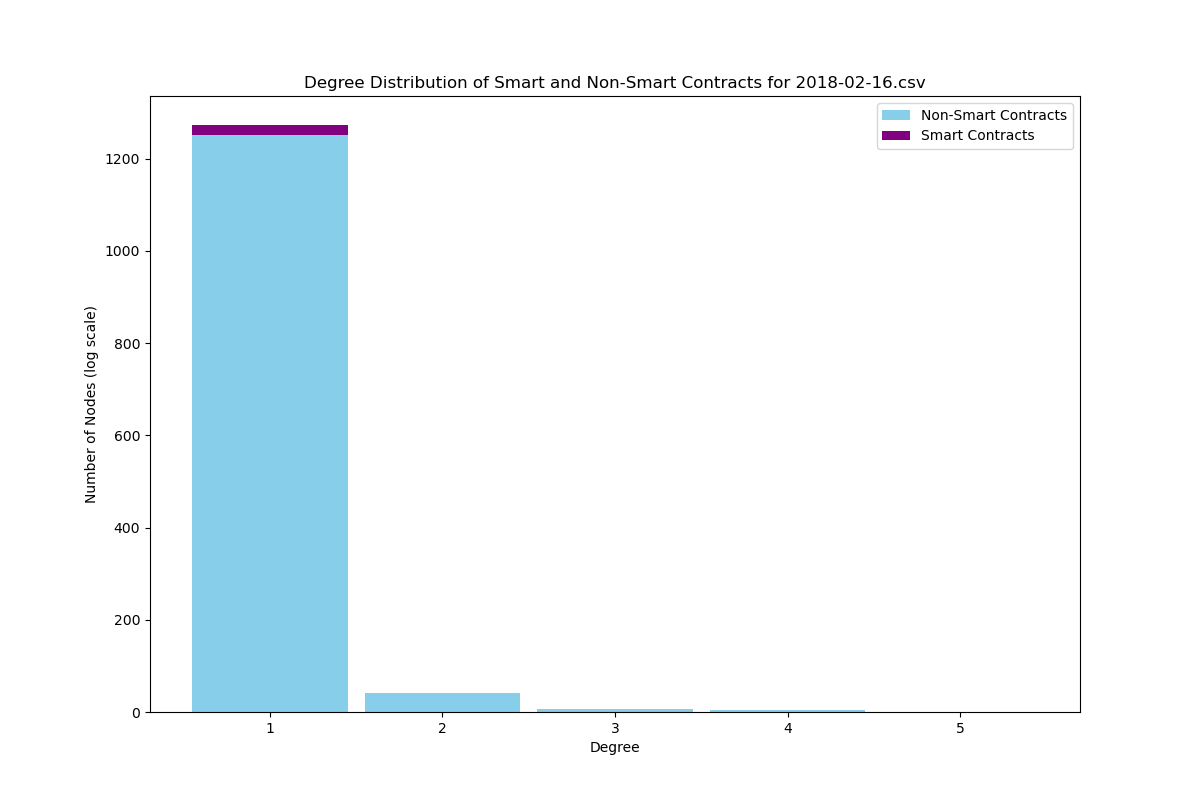 Degree Distribution of Smart and Non-Smart Contracts for 2018-02-16.csv
Non-Smart Contracts
Smart Contracts
Number of Nodes (log scale)
1200
1000
800
600
400
200
0
1 2 3 4 5
Degree